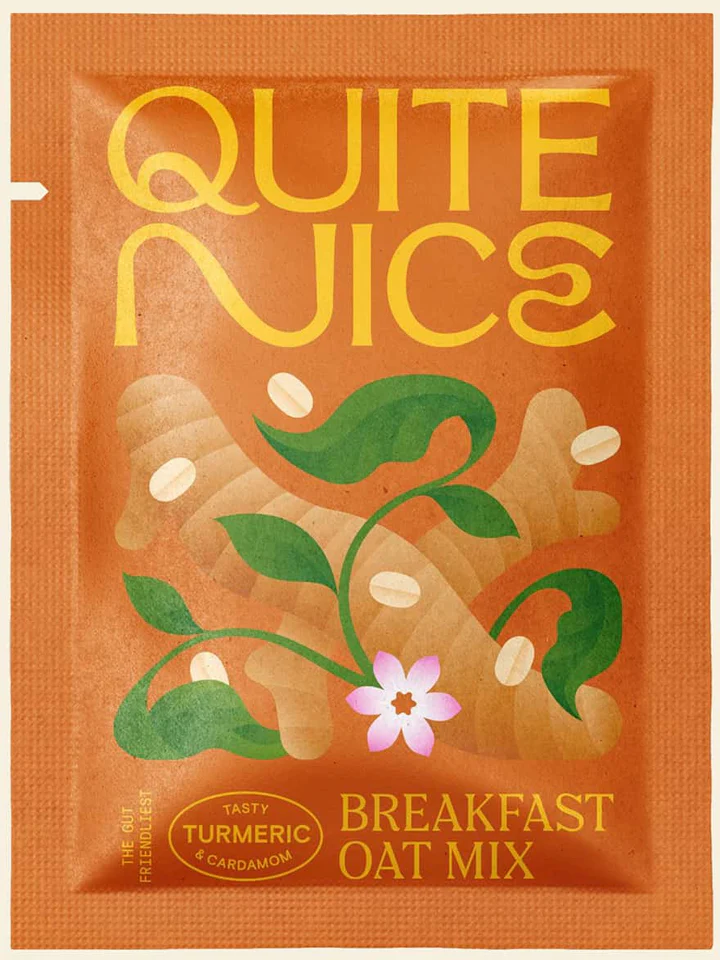 QUITE
NICE
THE GUT
FRIENDLIEST
TASTY
TURMERIC
& CARDAMOM
BREAKFAST
OAT MIX